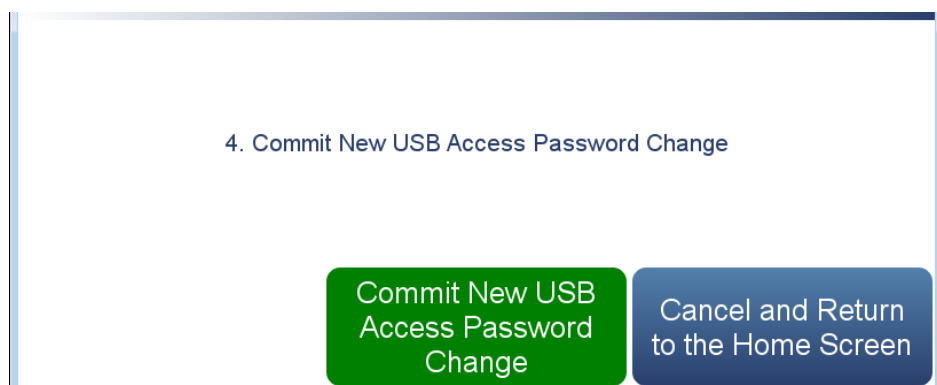 4. Commit New USB Access Password Change
Commit New USB
Access Password
Change
Cancel and Return
to the Home Screen